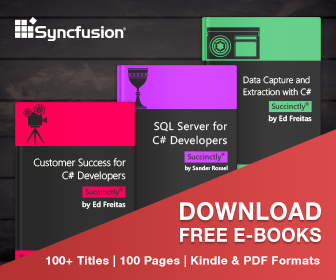 Syncfusion®
Data Capture and
Extraction with C#
Succinctly®
by Ed Freitas
SQL Server for
C# Developers
Succinctly®
by Sander Rossel
Customer Success for
C# Developers
Succinctly®
by Ed Freitas
DOWNLOAD
FREE E-BOOKS
100+ Titles | 100 Pages | Kindle & PDF Formats